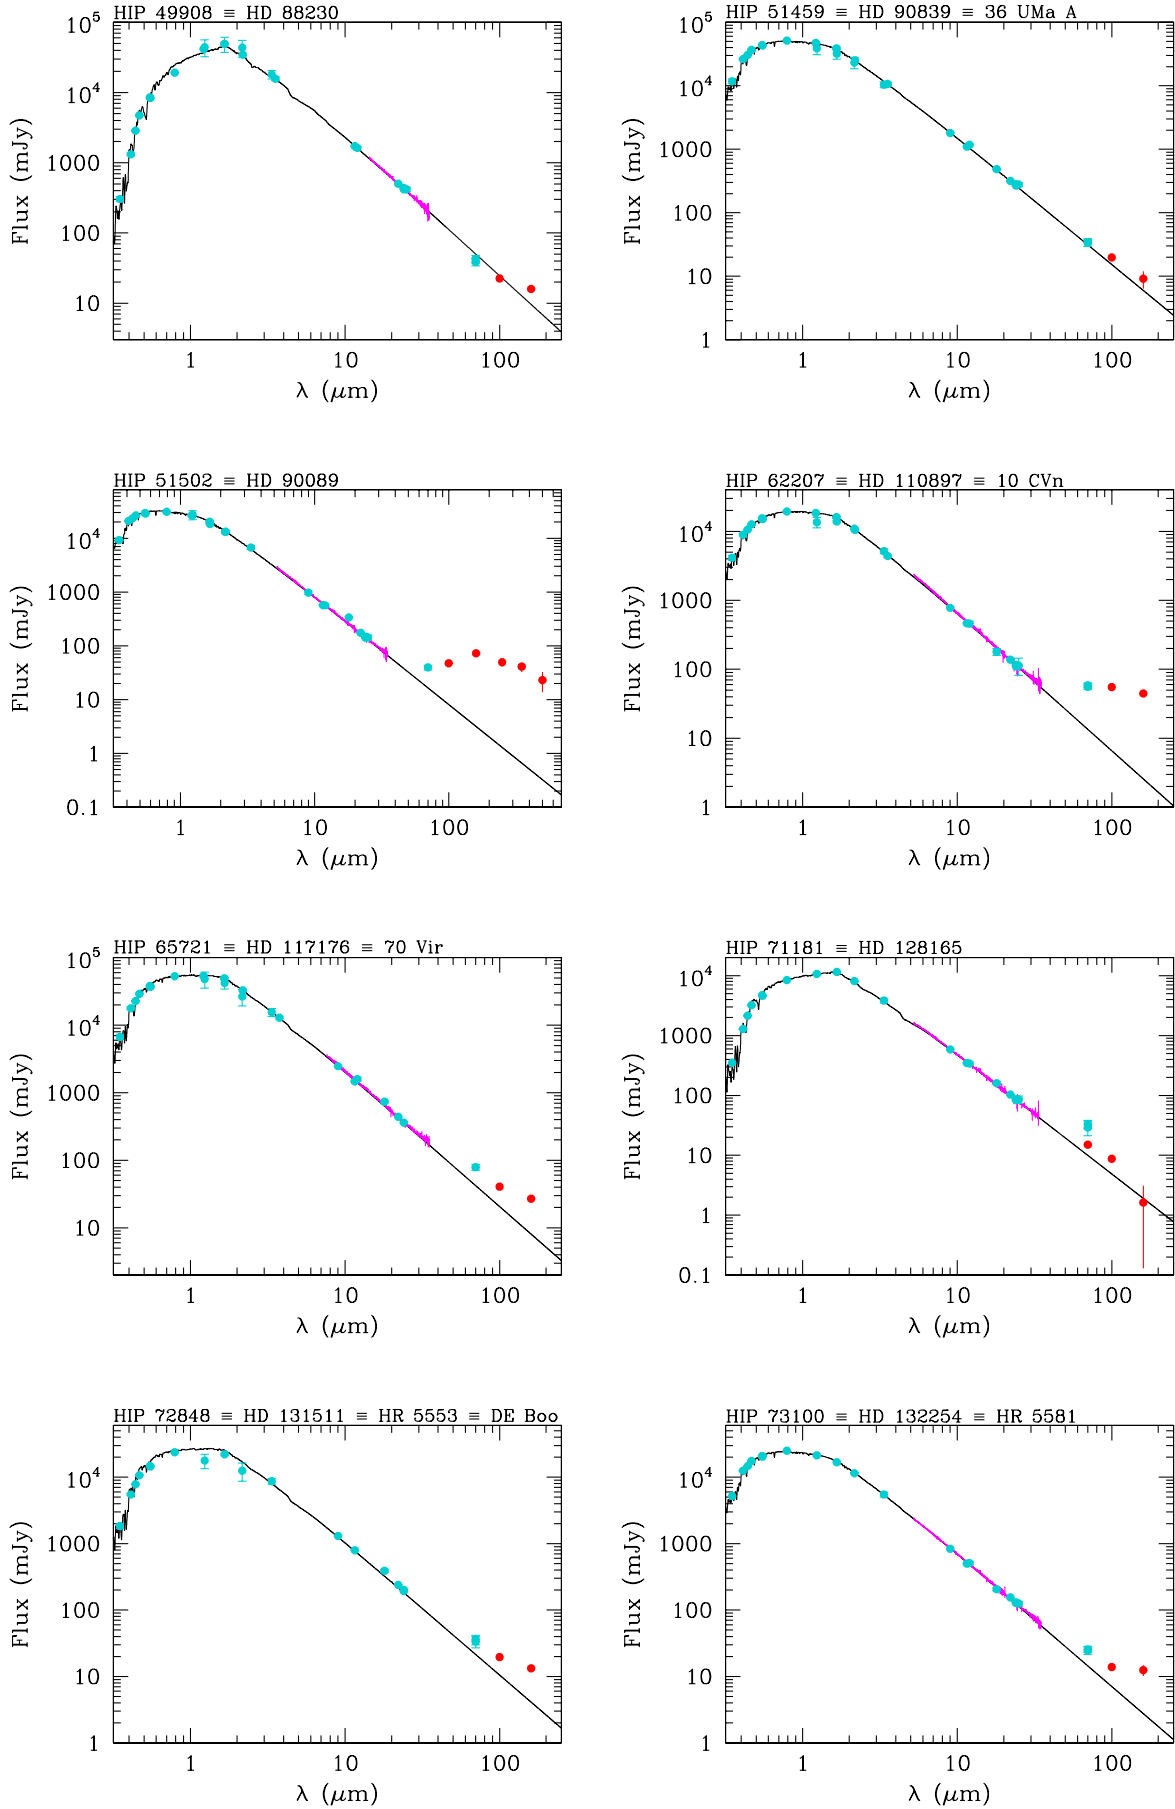 HIP 49908 ≡ HD 88230
10^5
10^4
1000
100
10
Flux (mJy)
1 10 100
λ (μm)
HIP 51459 ≡ HD 90839 ≡ 36 UMa A
10^5
10^4
1000
100
10
1
Flux (mJy)
1 10 100
λ (μm)
HIP 51502 ≡ HD 90089
10^4
1000
100
10
1
0.1
Flux (mJy)
1 10 100
λ (μm)
HIP 62207 ≡ HD 110897 ≡ 10 CVn
10^4
1000
100
10
1
Flux (mJy)
1 10 100
λ (μm)
HIP 65721 ≡ HD 117176 ≡ 70 Vir
10^5
10^4
1000
100
10
Flux (mJy)
1 10 100
λ (μm)
HIP 71181 ≡ HD 128165
10^4
1000
100
10
1
0.1
Flux (mJy)
1 10 100
λ (μm)
HIP 72848 ≡ HD 131511 ≡ HR 5553 ≡ DE Boo
10^4
1000
100
10
1
Flux (mJy)
1 10 100
λ (μm)
HIP 73100 ≡ HD 132254 ≡ HR 5581
10^4
1000
100
10
1
Flux (mJy)
1 10 100
λ (μm)